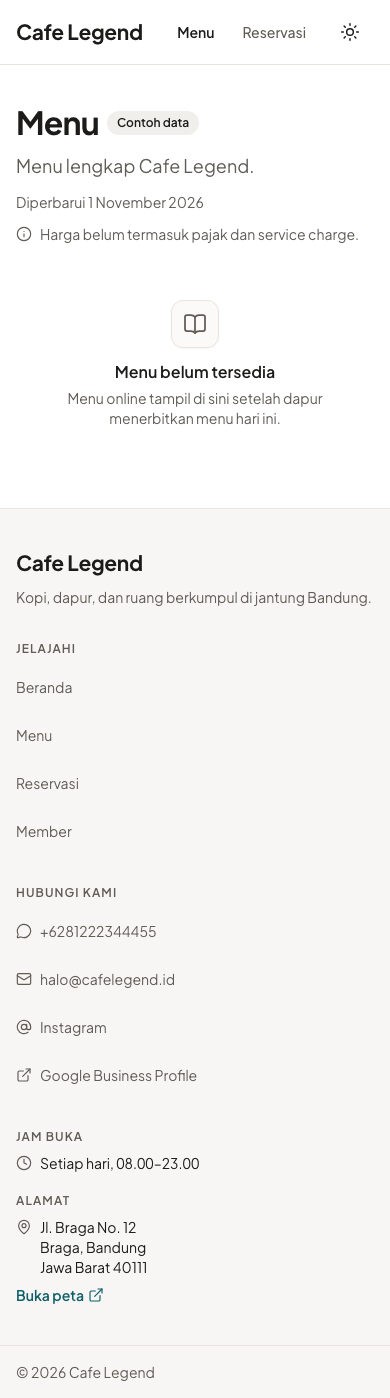 Cafe Legend
Menu
Reservasi
Menu
Contoh data
Menu lengkap Cafe Legend.
Diperbarui 1 November 2026
Harga belum termasuk pajak dan service charge.
Menu belum tersedia
Menu online tampil di sini setelah dapur
menerbitkan menu hari ini.
Cafe Legend
Kopi, dapur, dan ruang berkumpul di jantung Bandung.
JELAJAHI
Beranda
Menu
Reservasi
Member
HUBUNGI KAMI
+6281222344455
halo@cafelegend.id
Instagram
Google Business Profile
JAM BUKA
Setiap hari, 08.00–23.00
ALAMAT
Jl. Braga No. 12
Braga, Bandung
Jawa Barat 40111
Buka peta
© 2026 Cafe Legend